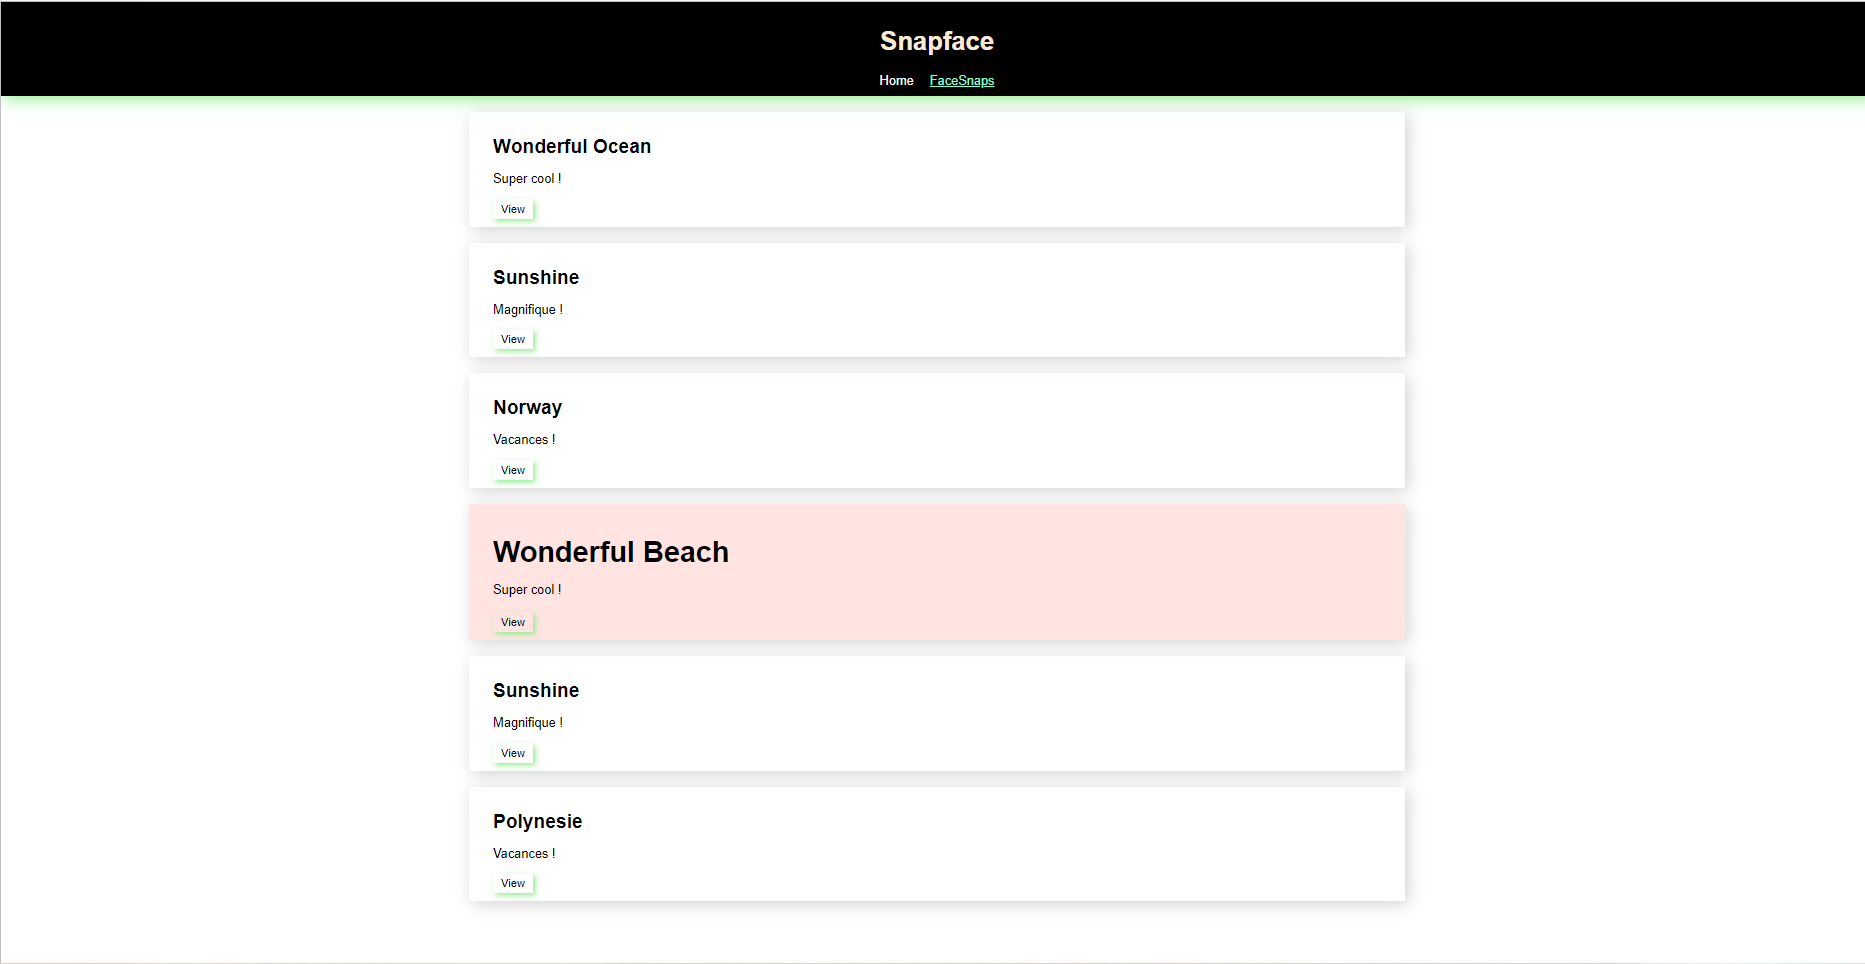 Snapface
Home FaceSnaps
Wonderful Ocean
Super cool !
View
Sunshine
Magnifique !
View
Norway
Vacances !
View
Wonderful Beach
Super cool !
View
Sunshine
Magnifique !
View
Polynesie
Vacances !
View